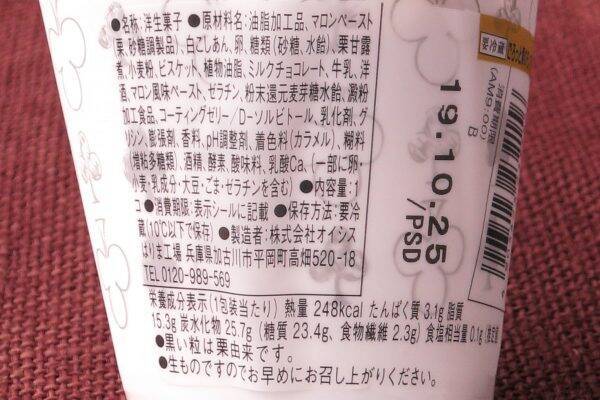 ●名称:洋生菓子 ●原材料名:油脂加工品、マロンペースト
(栗、砂糖調製品)、白こしあん、卵、糖類(砂糖、水飴)、栗甘露
煮、小麦粉、ビスケット、植物油脂、ミルクチョコレート、牛乳、洋
酒、マロン風味ペースト、ゼラチン、粉末還元麦芽糖水飴、澱粉
加工食品、コーティングゼリー/ローソルビトール、乳化剤、グ
リシン、膨張剤、香料、pH調整剤、着色料(カラメル)、糊料
(増粘多糖類)、酒精、酵素、酸味料、乳酸Ca、(一部に卵・
小麦・乳成分・大豆・ごま・ゼラチンを含む) ●内容量:1
コ ●消費期限:表示シールに記載 ●保存方法:要冷
蔵(10℃以下で保存) ●製造者:株式会社オイシス
はりま工場 兵庫県加古川市平岡町高畑520-18
TEL 0120-989-569
栄養成分表示(1包装当たり) 熱量 248kcal たんぱく質 3.1g 脂質
15.3g 炭水化物 25.7g (糖質 23.4g、食物繊維 2.3g) 食塩相当量 0.1g
●黒い粒は栗由来です。
●生ものですのでお早めにお召し上がりください。
19.10.25
/PSD
消費期限
(AM9:00) B
要冷蔵